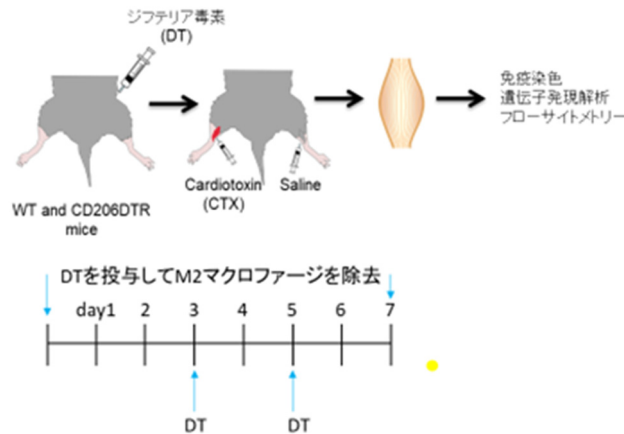 ジフテリア毒素
(DT)
免疫染色
遺伝子発現解析
フローサイトメトリー
Cardiotoxin
(CTX)
Saline
WT and CD206DTR
mice
DTを投与してM2マクロファージを除去
day1 2 3 4 5 6 7
DT DT